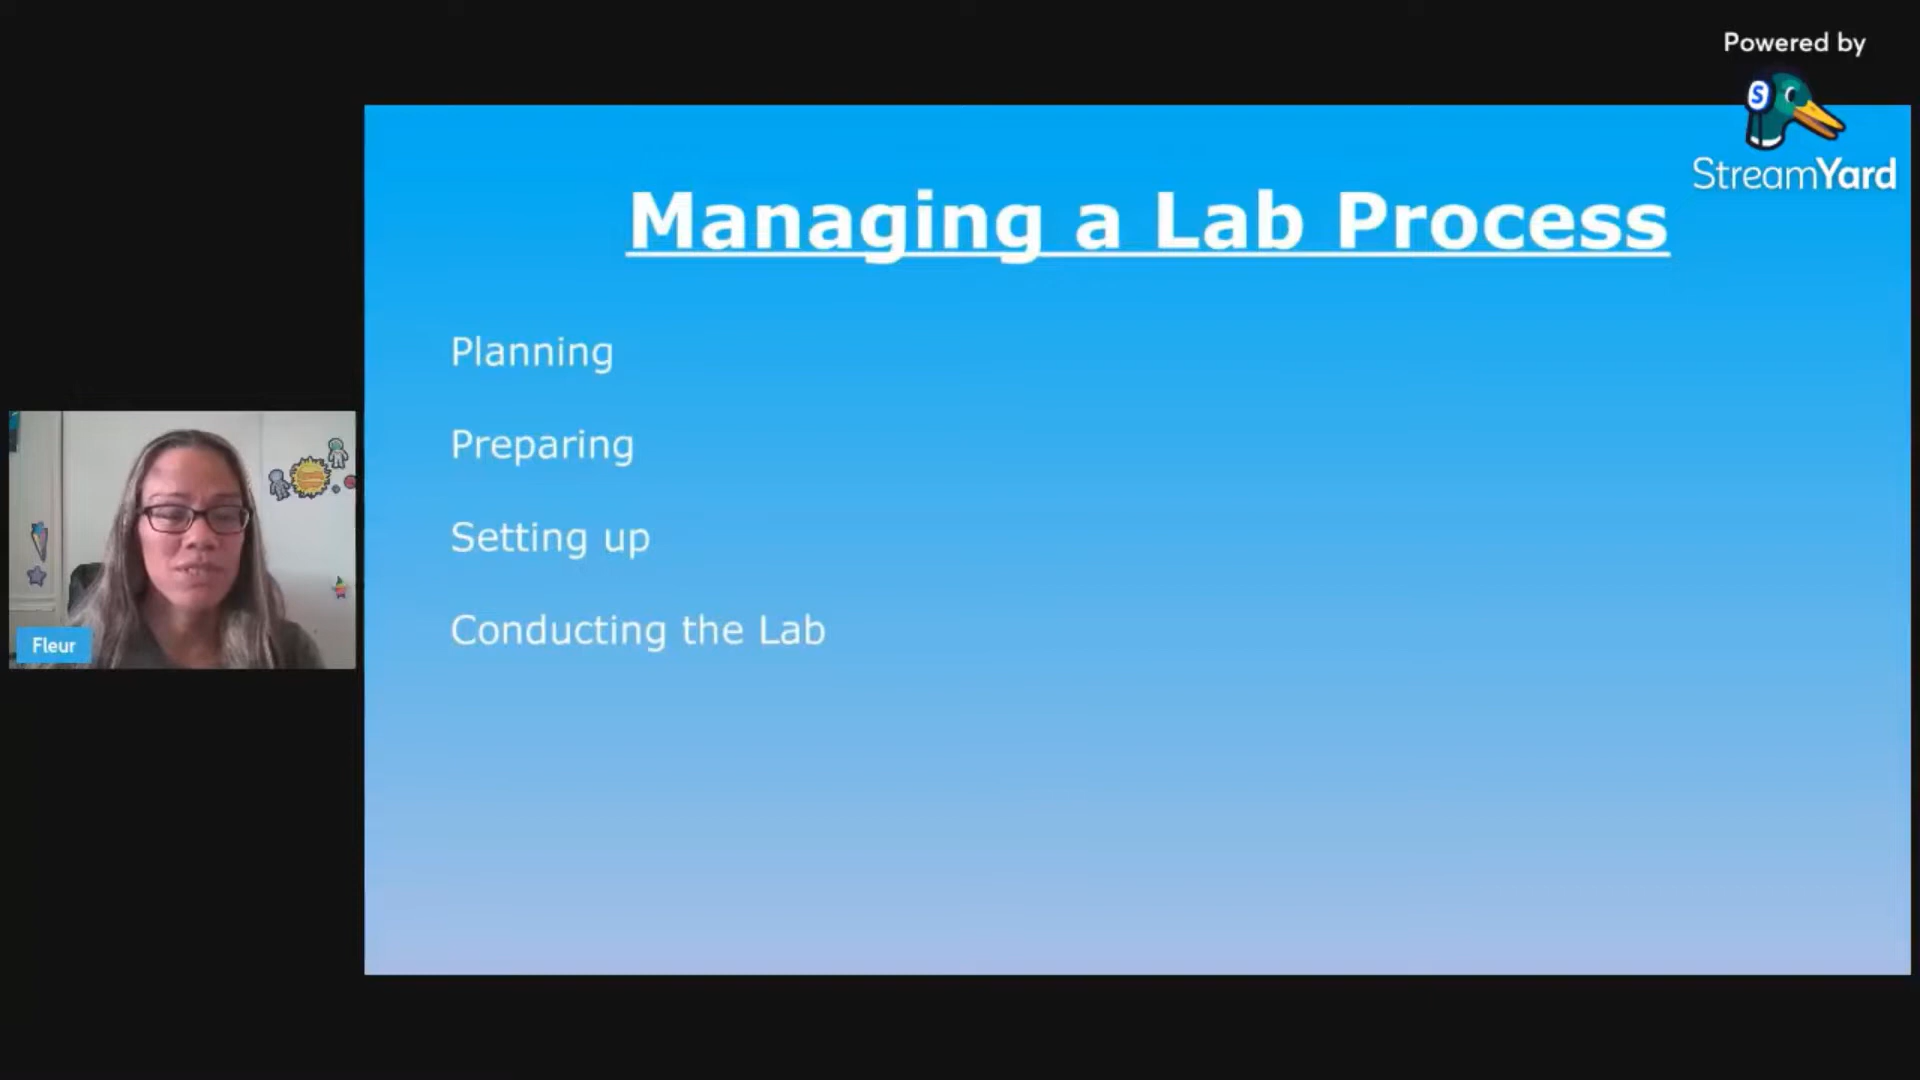 Powered by
S
StreamYard
Managing a Lab Process
Planning
Preparing
Setting up
Conducting the Lab
Fleur